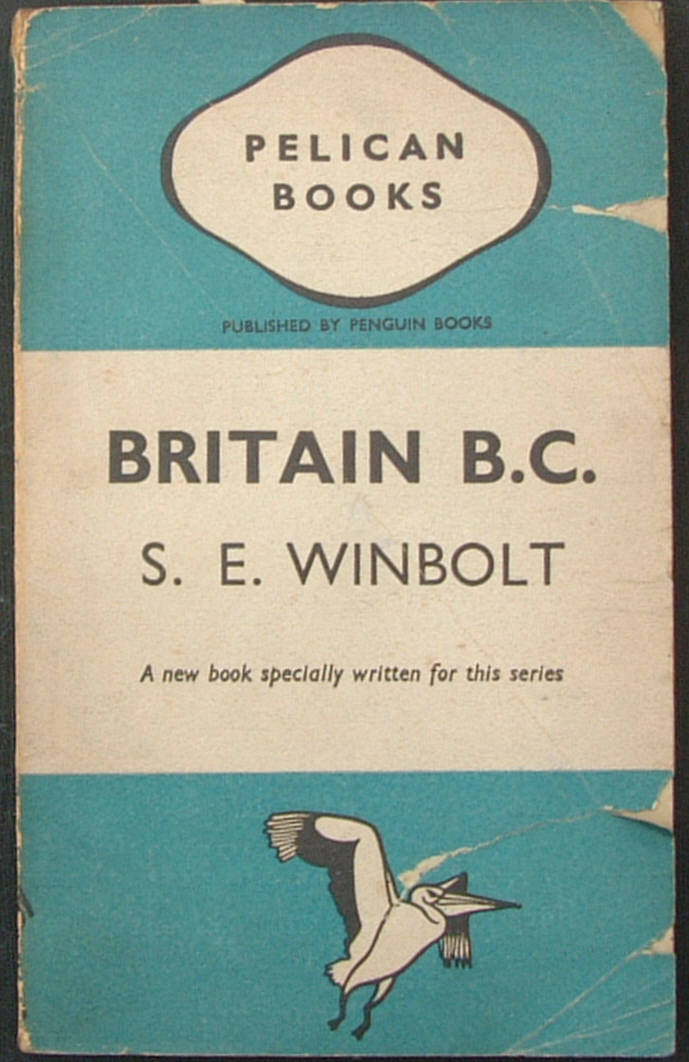 PELICAN
BOOKS
PUBLISHED BY PENGUIN BOOKS
BRITAIN B.C.
S. E. WINBOLT
A new book specially written for this series